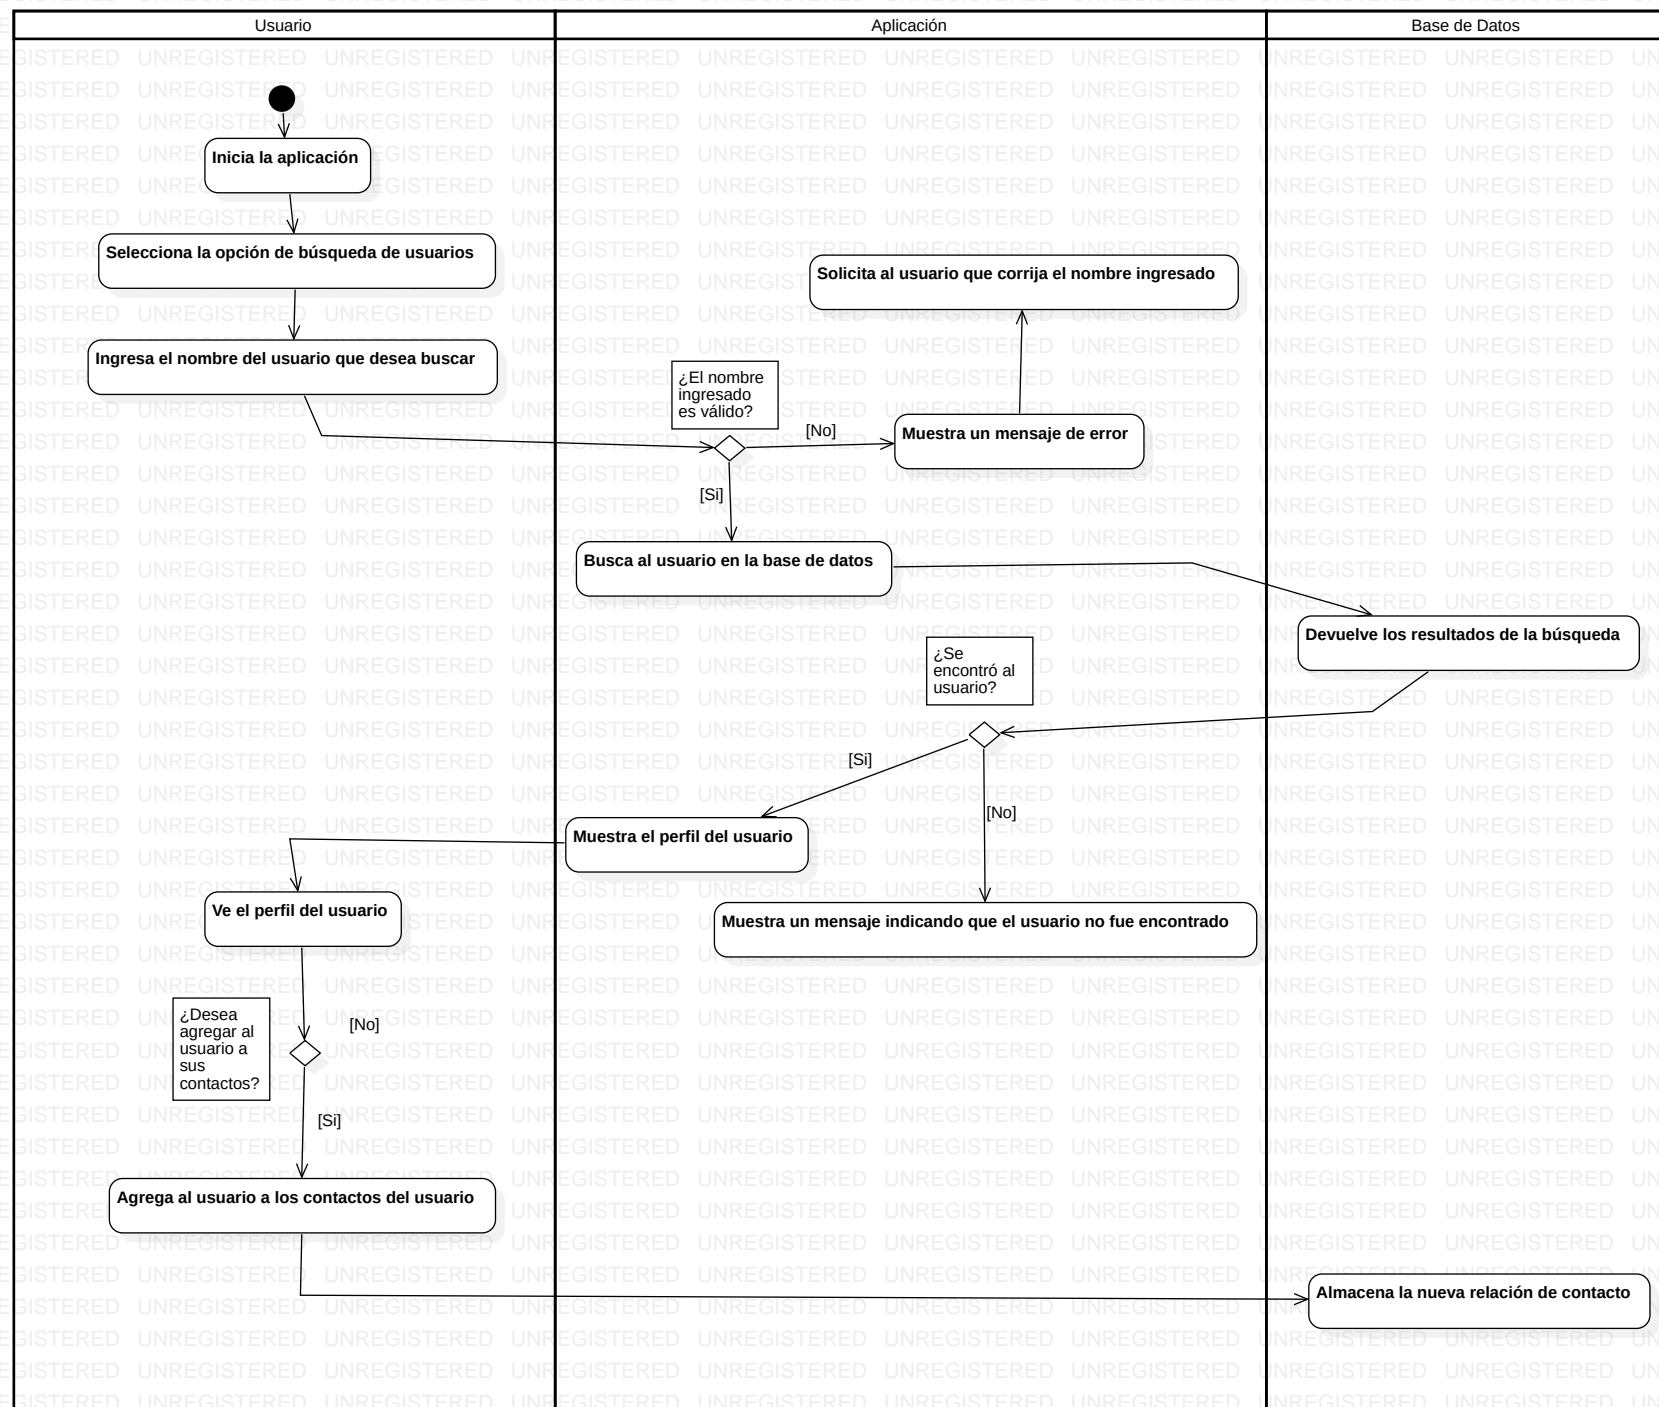 Usuario
Aplicación
Base de Datos
Inicia la aplicación
Selecciona la opción de búsqueda de usuarios
Solicita al usuario que corrija el nombre ingresado
Ingresa el nombre del usuario que desea buscar
¿El nombre
ingresado
es válido?
[No]
Muestra un mensaje de error
[Si]
Busca al usuario en la base de datos
Devuelve los resultados de la búsqueda
¿Se
encontró al
usuario?
[Si]
[No]
Muestra el perfil del usuario
Ve el perfil del usuario
Muestra un mensaje indicando que el usuario no fue encontrado
¿Desea
agregar al
usuario a
sus
contactos?
[No]
[Si]
Agrega al usuario a los contactos del usuario
Almacena la nueva relación de contacto
UNREGISTERED